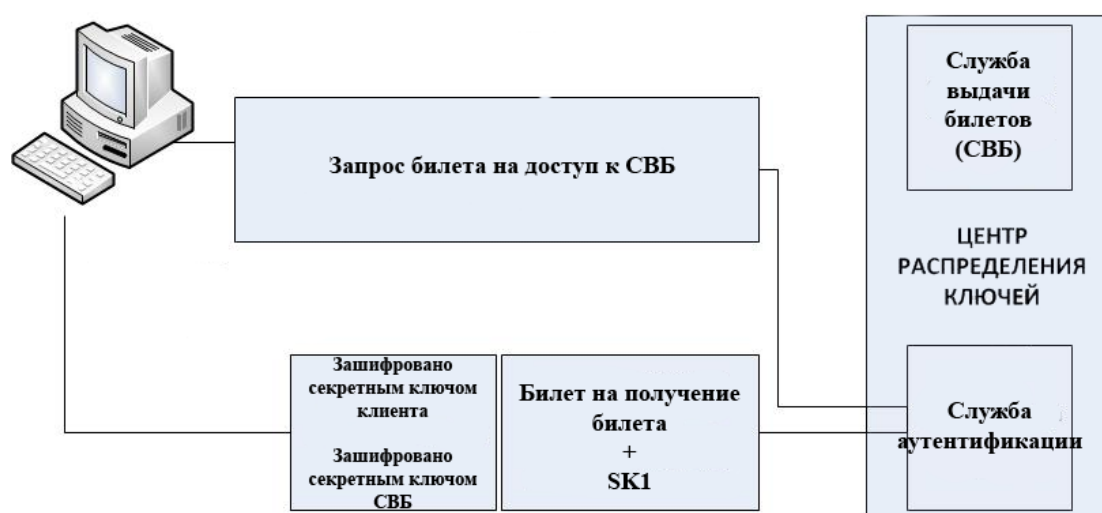 Служба
выдачи
билетов
(СВБ)
Запрос билета на доступ к СВБ
ЦЕНТР
РАСПРЕДЕЛЕНИЯ
КЛЮЧЕЙ
Зашифровано
секретным ключом
клиента
Зашифровано
секретным ключом
СВБ
Билет на получение
билета
+
SK1
Служба
аутентификации